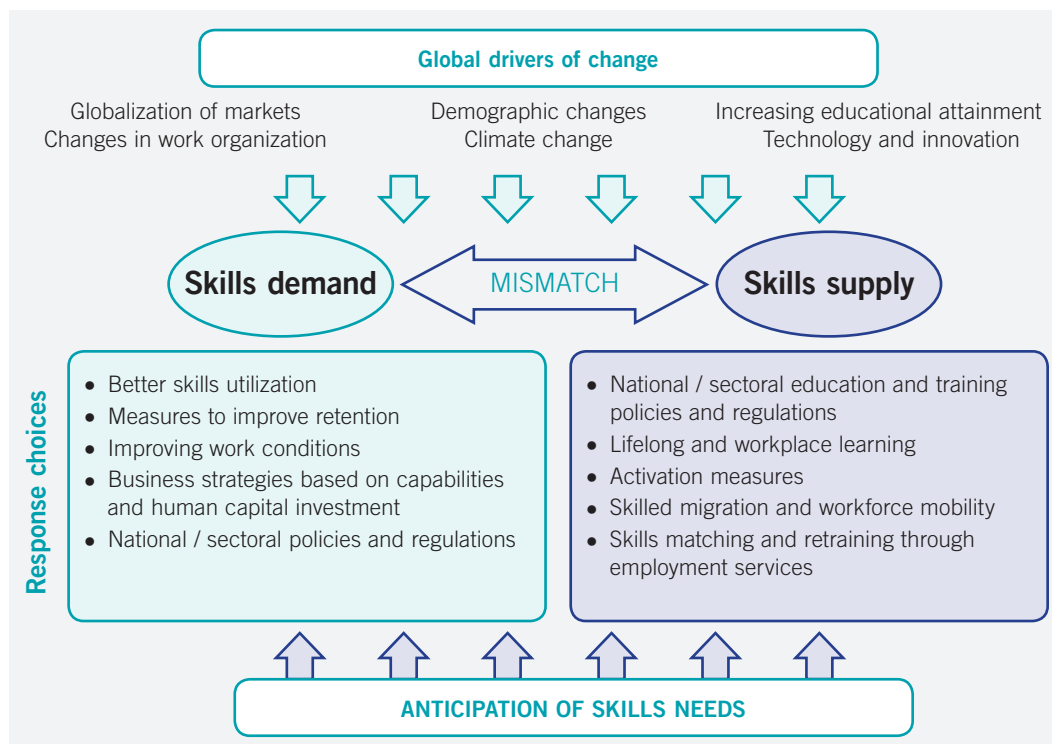 Global drivers of change
Globalization of markets
Changes in work organization
Demographic changes
Climate change
Increasing educational attainment
Technology and innovation
Skills demand
MISMATCH
Skills supply
Response choices
• Better skills utilization
• Measures to improve retention
• Improving work conditions
• Business strategies based on capabilities
and human capital investment
• National / sectoral policies and regulations
• National / sectoral education and training
policies and regulations
• Lifelong and workplace learning
• Activation measures
• Skilled migration and workforce mobility
• Skills matching and retraining through
employment services
ANTICIPATION OF SKILLS NEEDS